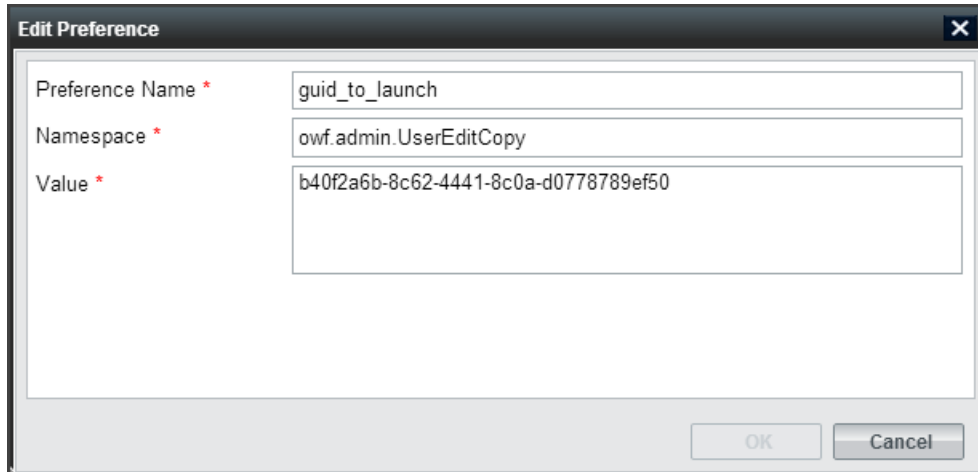 Edit Preference
Preference Name * guid_to_launch
Namespace * owf.admin.UserEditCopy
Value * b40f2a6b-8c62-4441-8c0a-d0778789ef50
OK Cancel